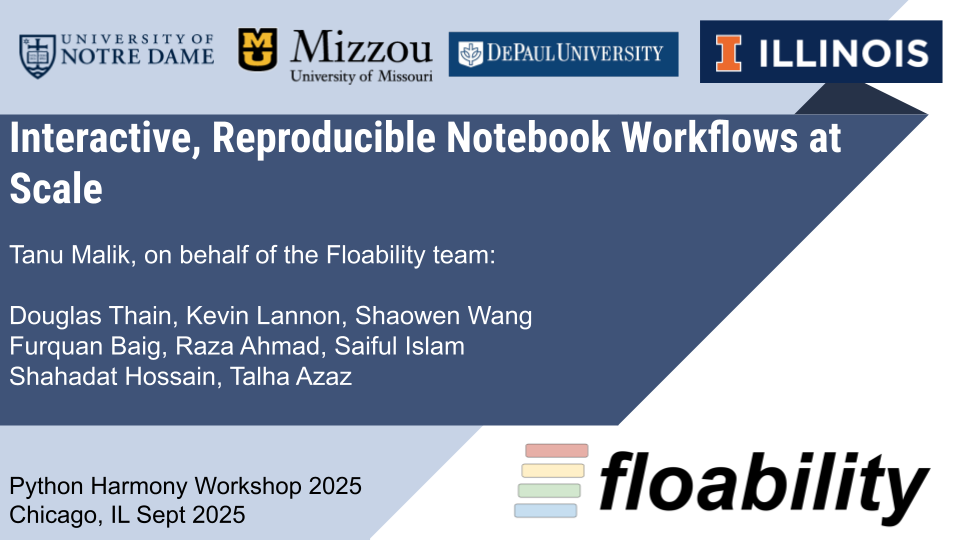 UNIVERSITY OF
NOTRE DAME
Mizzou
University of Missouri
DEPAUL UNIVERSITY
ILLINOIS
Interactive, Reproducible Notebook Workflows at
Scale
Tanu Malik, on behalf of the Floability team:
Douglas Thain, Kevin Lannon, Shaowen Wang
Furquan Baig, Raza Ahmad, Saiful Islam
Shahadat Hossain, Talha Azaz
Python Harmony Workshop 2025
Chicago, IL Sept 2025
floability